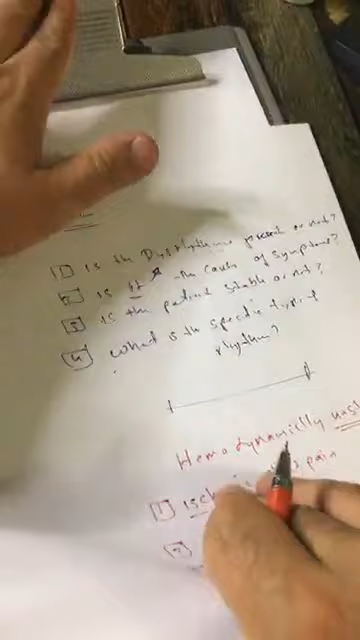 1 Is the Dysrhythmia present or not?
2 is it the cause of symptoms?
3 is the patient stable or not?
4 What is the specific type of
rhythm?
Hemodynamically
1 isch pain
2